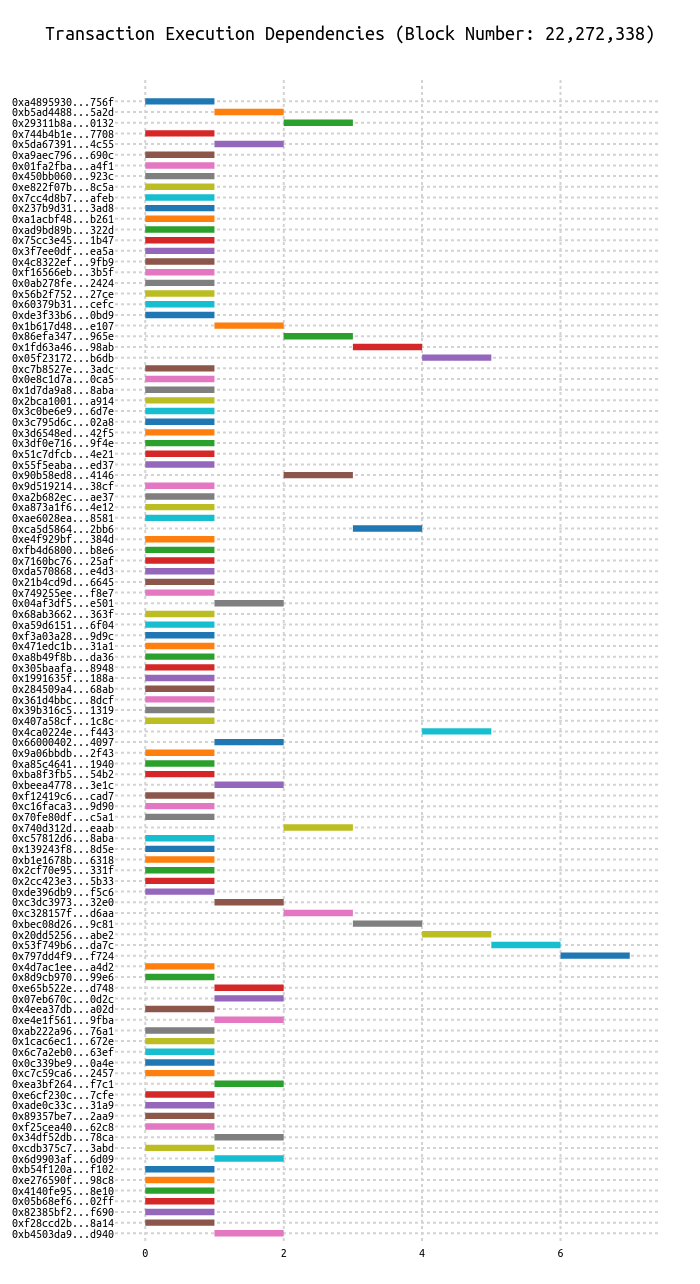 Transaction Execution Dependencies (Block Number: 22,272,338)
0xa4895930...756f
0xb5ad4488...5a2d
0x29311b8a...0132
0x744b4b1e...7708
0x5da67391...4c55
0xa9aec796...690c
0x01fa2fba...a4f1
0x450bb060...923c
0xe822f07b...8c5a
0x7cc4d8b7...afeb
0x237b9d31...3ad8
0xa1acbf48...b261
0xad9bd89b...322d
0x75cc3e45...1b47
0x3f7ee0df...ea5a
0x4c8322ef...9fb9
0xf16566eb...3b5f
0x0ab278fe...2424
0x56b2f752...27ce
0x60379b31...cefc
0xde3f33b6...0bd9
0x1b617d48...e107
0x86efa347...965e
0x1fd63a46...98ab
0x05f23172...b6db
0xc7b8527e...3adc
0x0e8c1d7a...0ca5
0x1d7da9a8...8aba
0x2bca1001...a914
0x3c0be6e9...6d7e
0x3c795d6c...02a8
0x3d6548ed...42f5
0x3df0e716...9f4e
0x51c7dfcb...4e21
0x55f5eaba...ed37
0x90b58ed8...4146
0x9d519214...38cf
0xa2b682ec...ae37
0xa873a1f6...4e12
0xae6028ea...8581
0xca5d5864...2bb6
0xe4f929bf...384d
0xfb4d6800...b8e6
0x7160bc76...25af
0xda570868...e4d3
0x21b4cd9d...6645
0x749255ee...f8e7
0x04af3df5...e501
0x68ab3662...363f
0xa59d6151...6f04
0xf3a03a28...9d9c
0x471edc1b...31a1
0xa8b49f8b...da36
0x305baafa...8948
0x1991635f...188a
0x284509a4...68ab
0x361d4bbc...8dcf
0x39b316c5...1319
0x407a58cf...1c8c
0x4ca0224e...f443
0x66000402...4097
0x9a06bbdb...2f43
0xa85c4641...1940
0xba8f3fb5...54b2
0xbeea4778...3e1c
0xf12419c6...cad7
0xc16faca3...9d90
0x70fe80df...c5a1
0x740d312d...eaab
0xc57812d6...8aba
0x139243f8...8d5e
0xb1e1678b...6318
0x2cf70e95...331f
0x2cc423e3...5b33
0xde396db9...f5c6
0xc3dc3973...32e0
0xc328157f...d6aa
0xbec08d26...9c81
0x20dd5256...abe2
0x53f749b6...da7c
0x797dd4f9...f724
0x4d7ac1ee...a4d2
0x8d9cb970...99e6
0xe65b522e...d748
0x07eb670c...0d2c
0x4eea37db...a02d
0xe4e1f561...9fba
0xab222a96...76a1
0x1cac6ec1...672e
0x6c7a2eb0...63ef
0x0c339be9...0a4e
0xc7c59ca6...2457
0xea3bf264...f7c1
0xe6cf230c...7cfe
0xade0c33c...31a9
0x89357be7...2aa9
0xf25cea40...62c8
0x34df52db...78ca
0xcdb375c7...3abd
0x6d9903af...6d09
0xb54f120a...f102
0xe276590f...98c8
0x4140fe95...8e10
0x05b68ef6...02ff
0x82385bf2...f690
0xf28ccd2b...8a14
0xb4503da9...d940
0 2 4 6